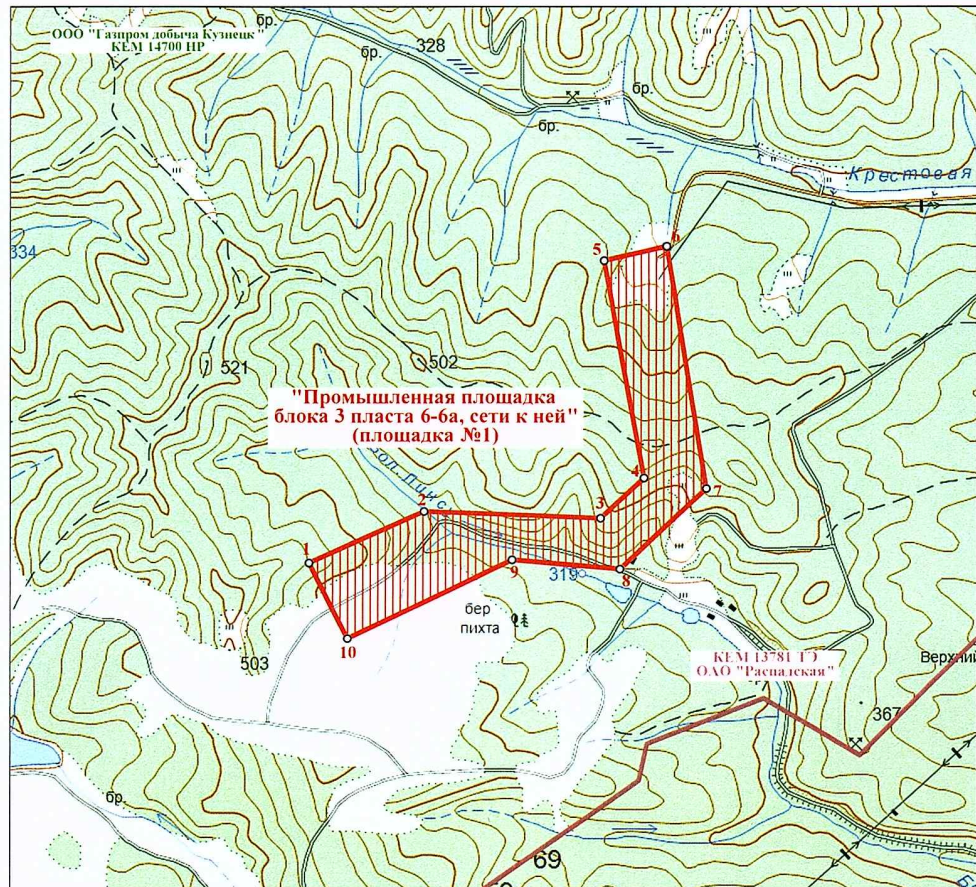 бр.
ООО "Газпром добыча Кузнецк"
КЕМ 14700 НР
328
бр.
бр.
бр.
Крестовая
334
5
6
521
502
"Промышленная площадка
блока 3 пласта 6-6а, сети к ней"
(площадка №1)
4
7
2
3
1
9
8
319
бер
пихта
10
503
КЕМ 13781 ТЭ
ОАО "Распадская"
367
бр.
69